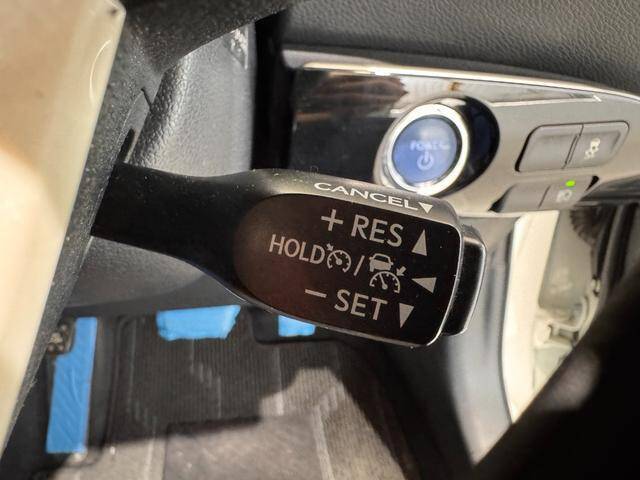 CANCEL▼
+ RES ▲
HOLD / ◀
− SET ▼
POWER